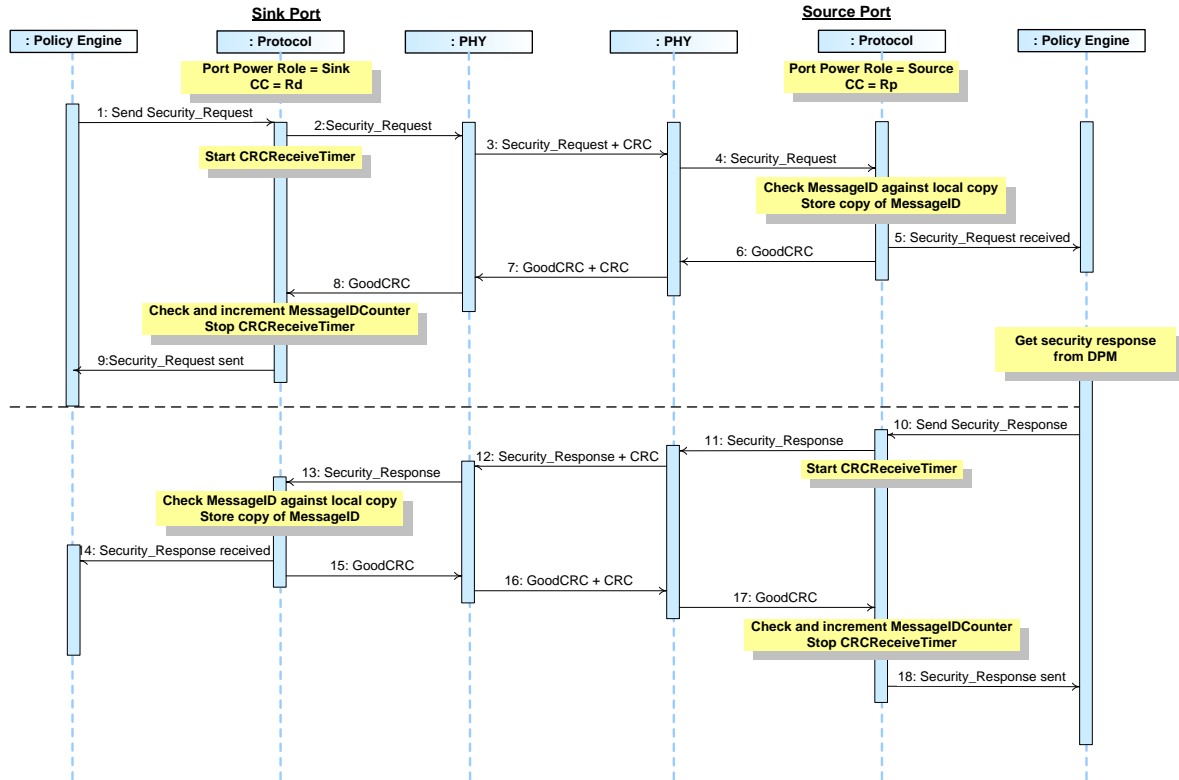 Sink Port
Source Port
: Policy Engine
: Protocol
: PHY
: PHY
: Protocol
: Policy Engine
Port Power Role = Sink
CC = Rd
Port Power Role = Source
CC = Rp
1: Send Security_Request
2:Security_Request
Start CRCReceiveTimer
3: Security_Request + CRC
4: Security_Request
Check MessageID against local copy
Store copy of MessageID
5: Security_Request received
6: GoodCRC
7: GoodCRC + CRC
8: GoodCRC
Check and increment MessageIDCounter
Stop CRCReceiveTimer
9:Security_Request sent
Get security response
from DPM
10: Send Security_Response
11: Security_Response
Start CRCReceiveTimer
12: Security_Response + CRC
13: Security_Response
Check MessageID against local copy
Store copy of MessageID
14: Security_Response received
15: GoodCRC
16: GoodCRC + CRC
17: GoodCRC
Check and increment MessageIDCounter
Stop CRCReceiveTimer
18: Security_Response sent